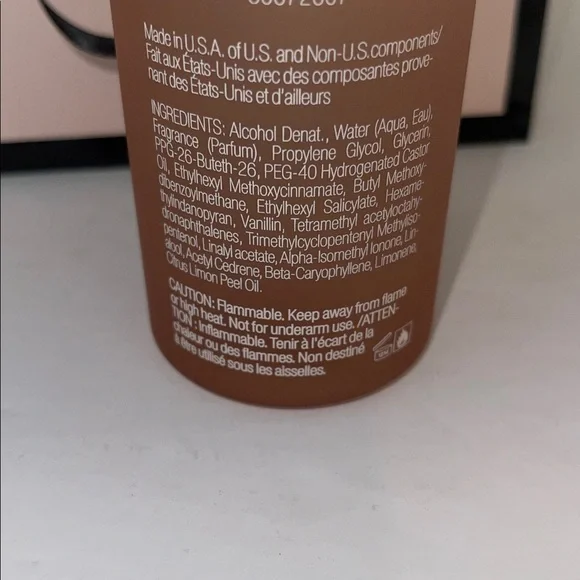 Made in U.S.A. of U.S. and Non-U.S. components/
Fait aux États-Unis avec des composantes prove-
nant des États-Unis et d'ailleurs
INGREDIENTS: Alcohol Denat., Water (Aqua, Eau),
Fragrance (Parfum), Propylene Glycol, Glycerin,
PPG-26-Buteth-26, PEG-40 Hydrogenated Castor
Oil, Ethylhexyl Methoxycinnamate, Butyl Methoxy-
dibenzoylmethane, Ethylhexyl Salicylate, Hexame-
thylindanopyran, Vanillin, Tetramethyl acetyloctahy-
dronaphthalenes, Trimethylcyclopentenyl Methyliso-
pentenol, Linalyl acetate, Alpha-Isomethyl Ionone, Lin-
alool, Acetyl Cedrene, Beta-Caryophyllene, Limonene,
Citrus Limon Peel Oil.
CAUTION: Flammable. Keep away from flame
or high heat. Not for underarm use. /ATTEN-
TION : Inflammable. Tenir à l'écart de la
chaleur ou des flammes. Non destiné
à être utilisé sous les aisselles.